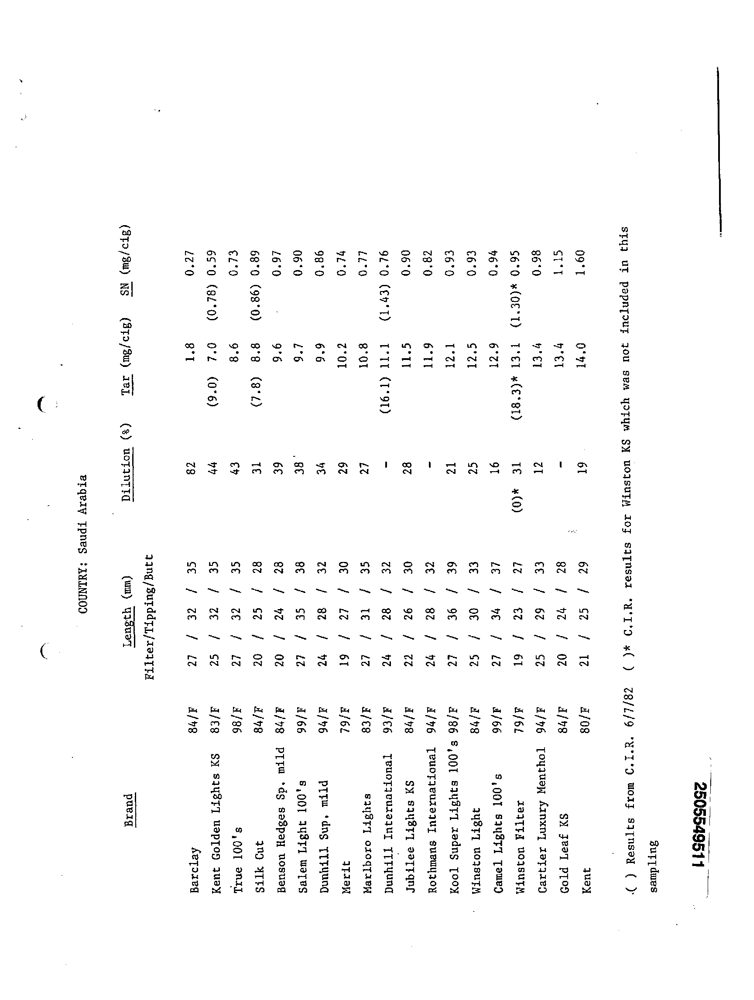 COUNTRY: Saudi Arabia
Brand Length (mm) Dilution (%) Tar (mg/cig) SN (mg/cig)
Filter/Tipping/Butt
Barclay 84/F 27 / 32 / 35 82 1.8 0.27
Kent Golden Lights KS 83/F 25 / 32 / 35 44 (9.0) 7.0 (0.78) 0.59
True 100's 98/F 27 / 32 / 35 43 8.6 0.73
Silk Cut 84/F 20 / 25 / 28 31 (7.8) 8.8 (0.86) 0.89
Benson Hedges Sp. mild 84/F 20 / 24 / 28 39 9.6 0.97
Salem Light 100's 99/F 27 / 35 / 38 38 9.7 0.90
Dunhill Sup. mild 94/F 24 / 28 / 32 34 9.9 0.86
Merit 79/F 19 / 27 / 30 29 10.2 0.74
Marlboro Lights 83/F 27 / 31 / 35 27 10.8 0.77
Dunhill International 93/F 24 / 28 / 32 - (16.1) 11.1 (1.43) 0.76
Jubilee Lights KS 84/F 22 / 26 / 30 28 11.5 0.90
Rothmans International 94/F 24 / 28 / 32 - 11.9 0.82
Kool Super Lights 100's 98/F 27 / 36 / 39 21 12.1 0.93
Winston Light 84/F 25 / 30 / 33 25 12.5 0.93
Camel Lights 100's 99/F 27 / 34 / 37 16 12.9 0.94
Winston Filter 79/F 19 / 23 / 27 (0)* 31 (18.3)* 13.1 (1.30)* 0.95
Cartier Luxury Menthol 94/F 25 / 29 / 33 12 13.4 0.98
Gold Leaf KS 84/F 20 / 24 / 28 - 13.4 1.15
Kent 80/F 21 / 25 / 29 19 14.0 1.60
( ) Results from C.I.R. 6/7/82 ( )* C.I.R. results for Winston KS which was not included in this
sampling
2505549511